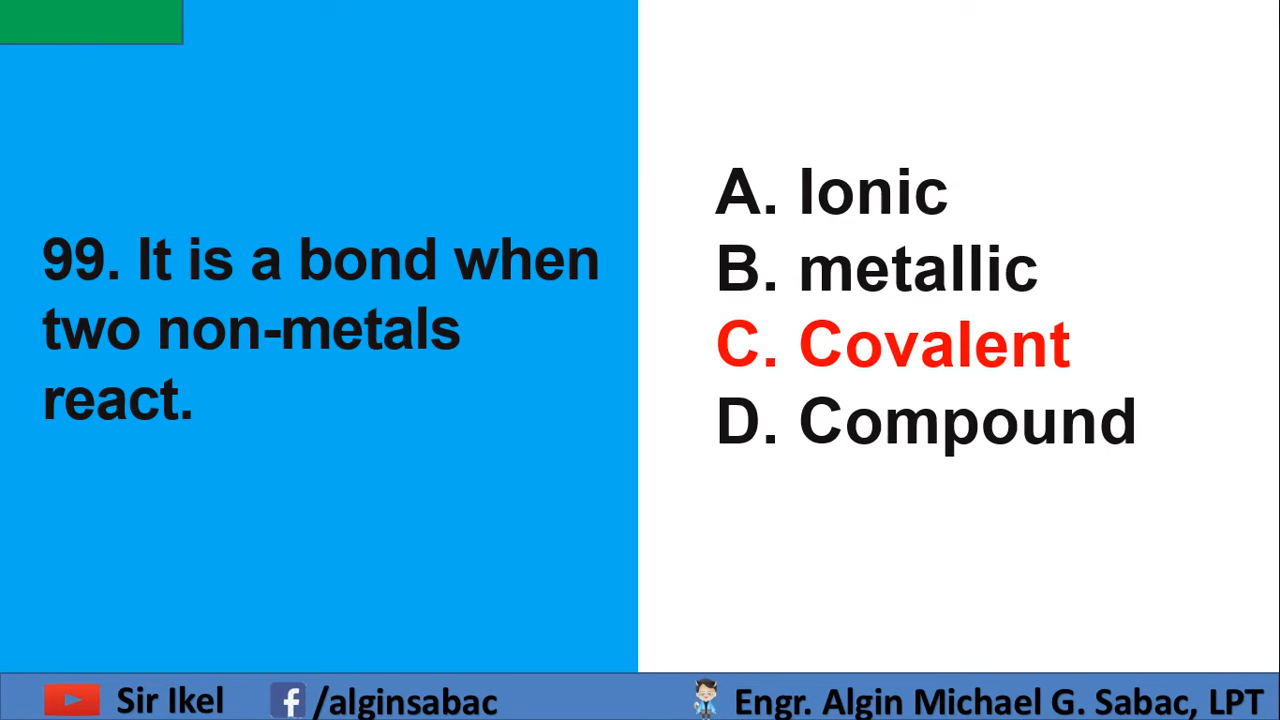 99. It is a bond when
two non-metals
react.
A. Ionic
B. metallic
C. Covalent
D. Compound
Sir Ikel
f /alginsabac
Engr. Algin Michael G. Sabac, LPT